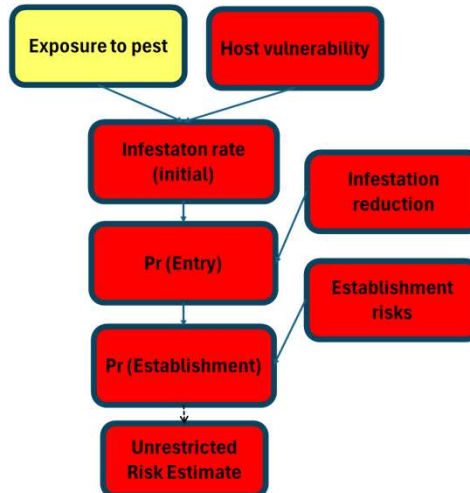 Exposure to pest
Host vulnerability
Infestaton rate
(initial)
Infestation
reduction
Pr (Entry)
Establishment
risks
Pr (Establishment)
Unrestricted
Risk Estimate